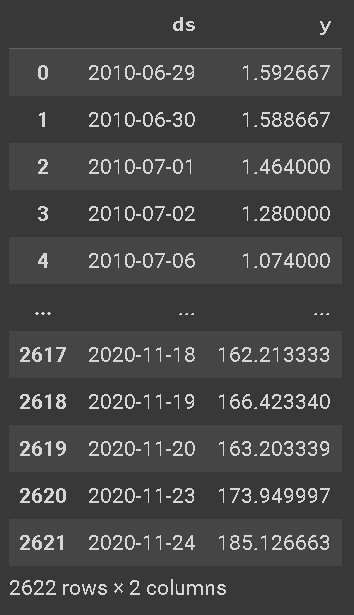 ds y
0 2010-06-29 1.592667
1 2010-06-30 1.588667
2 2010-07-01 1.464000
3 2010-07-02 1.280000
4 2010-07-06 1.074000
... ... ...
2617 2020-11-18 162.213333
2618 2020-11-19 166.423340
2619 2020-11-20 163.203339
2620 2020-11-23 173.949997
2621 2020-11-24 185.126663
2622 rows × 2 columns